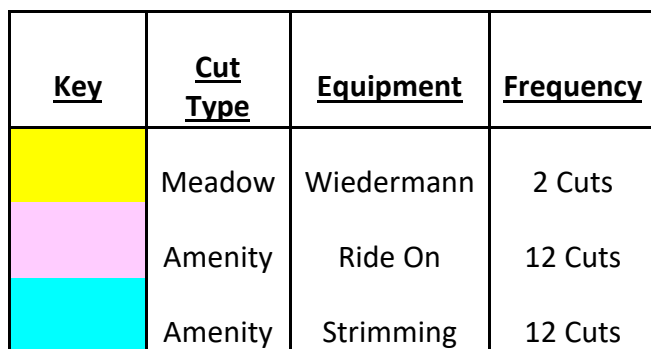 Key Cut Type Equipment Frequency
Meadow Wiedermann 2 Cuts
Amenity Ride On 12 Cuts
Amenity Strimming 12 Cuts